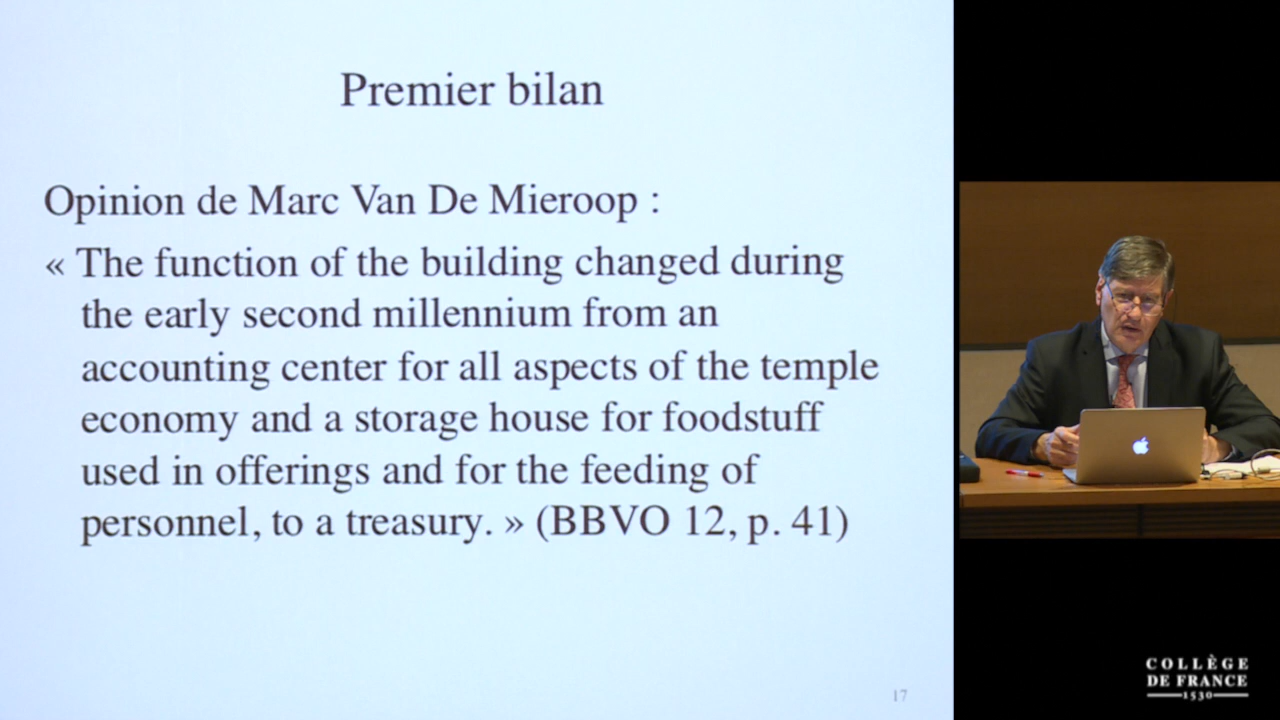 Premier bilan
Opinion de Marc Van De Mieroop :
« The function of the building changed during
the early second millennium from an
accounting center for all aspects of the temple
economy and a storage house for foodstuff
used in offerings and for the feeding of
personnel, to a treasury. » (BBVO 12, p. 41)
17
COLLÈGE
DE FRANCE
1530